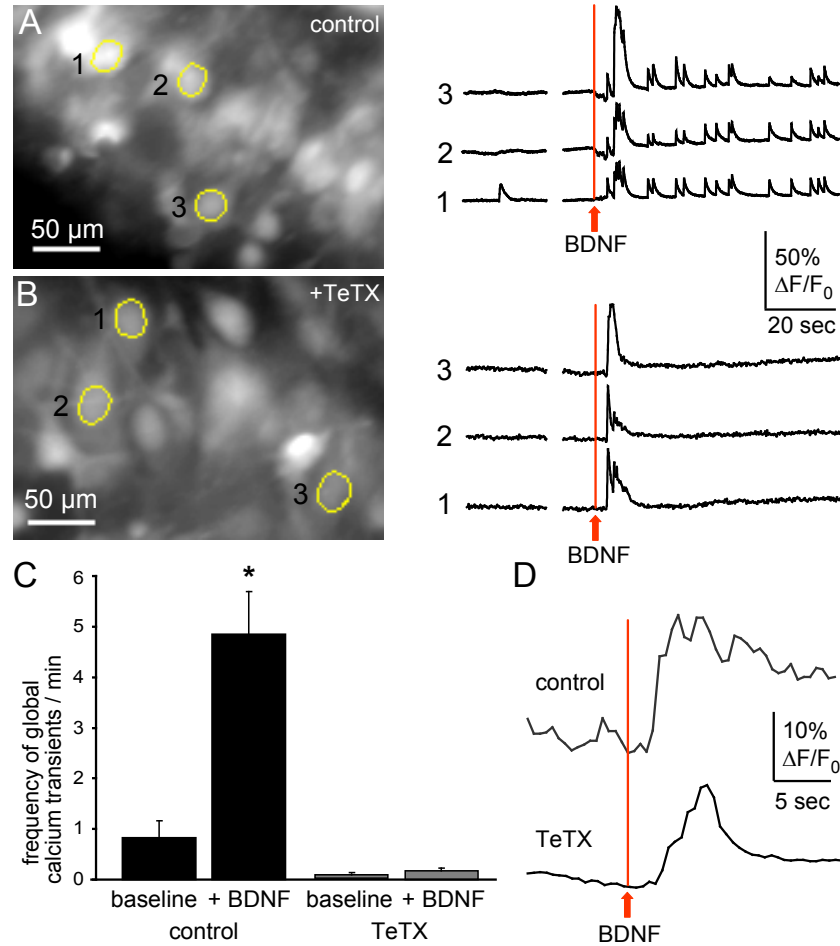 A
control
1
2
3
50 µm
3
2
1
BDNF
50%
ΔF/F0
20 sec
B
+TeTX
1
2
3
50 µm
3
2
1
BDNF
C
frequency of global
calcium transients / min
6
5
4
3
2
1
0
*
baseline + BDNF baseline + BDNF
control TeTX
D
control
TeTX
10%
ΔF/F0
5 sec
BDNF